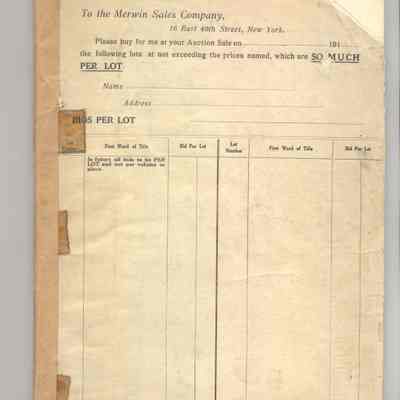 To the Merwin Sales Company,
16 East 40th Street, New York.
Please buy for me at your Auction Sale on 191
the following lots at not exceeding the prices named, which are SO MUCH
PER LOT
Name
Address
BIDS PER LOT
First Word of Title Bid Per Lot Lot Number First Word of Title Bid Per Lot
In future all bids to be PER
LOT and not per volume as
above